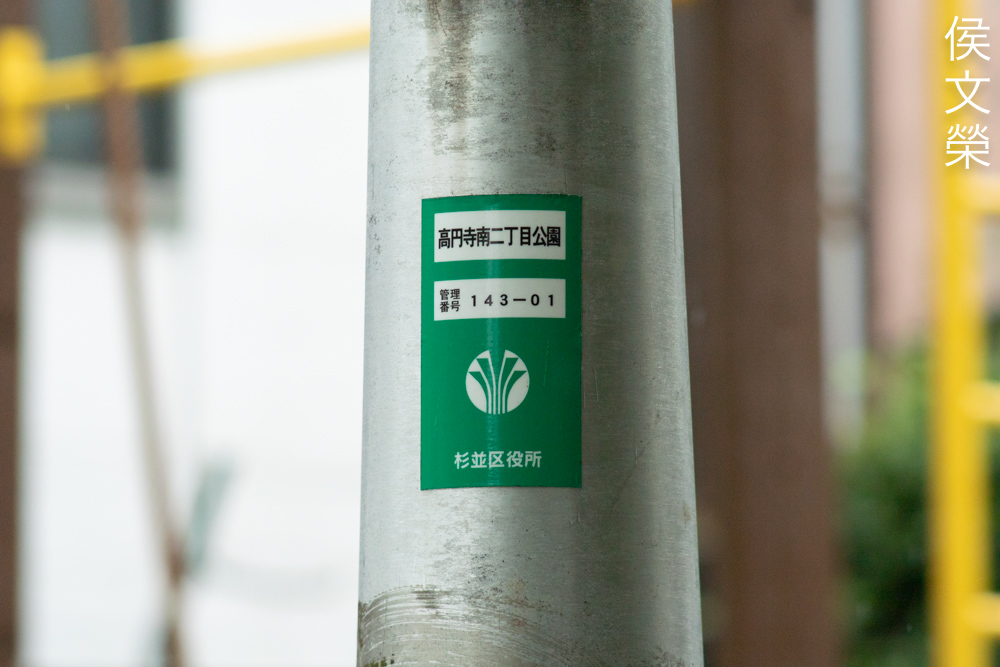 高円寺南二丁目公園
管理
番号 143−01
杉並区役所
侯文榮